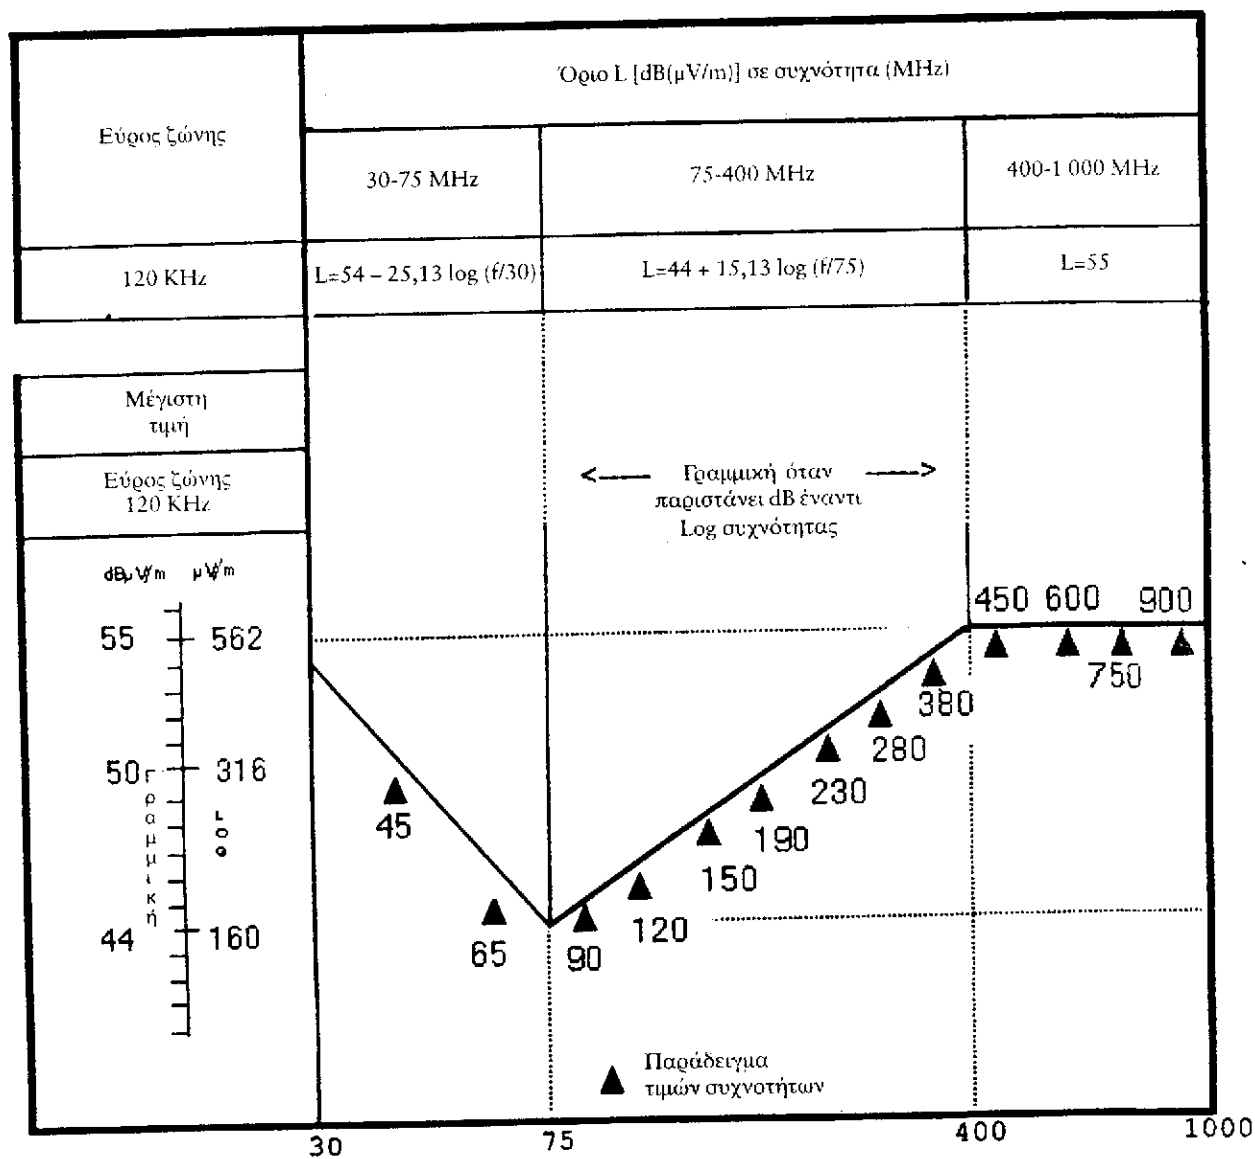 Όριο L [dB(μV/m)] σε συχνότητα (MHz)
Εύρος ζώνης
30-75 MHz
75-400 MHz
400-1 000 MHz
120 KHz
L=54 – 25,13 log (f/30)
L=44 + 15,13 log (f/75)
L=55
Μέγιστη
τιμή
Εύρος ζώνης
120 KHz
Γραμμική όταν
παριστάνει dB έναντι
Log συχνότητας
dBμV/m μV/m
55 562
50 316
44 160
Γραμμική
LOG
45
65
90
120
150
190
230
280
380
450 600 900
750
Παράδειγμα
τιμών συχνοτήτων
30 75 400 1000